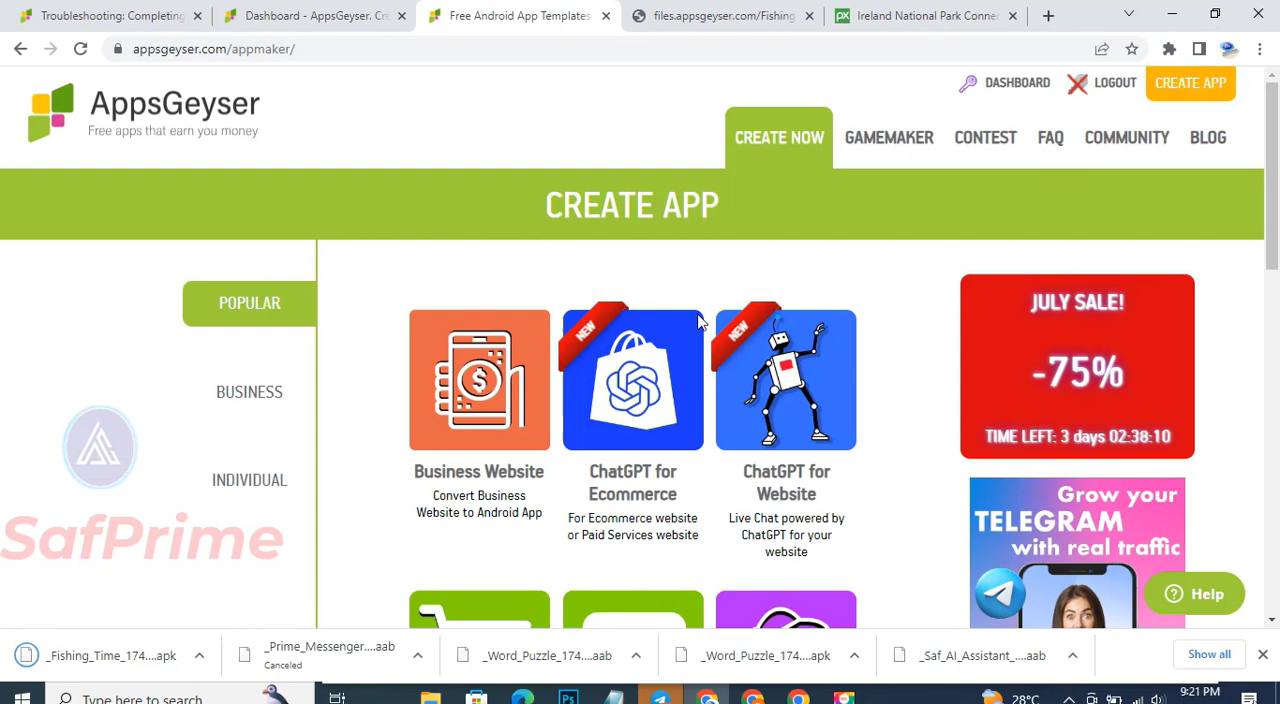 Troubleshooting: Completing
Dashboard - AppsGeyser. Cr
Free Android App Templates
files.appsgeyser.com/Fishing
Ireland National Park Conne
appsgeyser.com/appmaker/
AppsGeyser
Free apps that earn you money
DASHBOARD
LOGOUT
CREATE APP
CREATE NOW
GAMEMAKER
CONTEST
FAQ
COMMUNITY
BLOG
CREATE APP
POPULAR
BUSINESS
INDIVIDUAL
SafPrime
NEW
NEW
Business Website
Convert Business
Website to Android App
ChatGPT for
Ecommerce
For Ecommerce website
or Paid Services website
ChatGPT for
Website
Live Chat powered by
ChatGPT for your
website
JULY SALE!
-75%
TIME LEFT: 3 days 02:38:10
Grow your
TELEGRAM
with real traffic
Help
_Fishing_Time_174....apk
_Prime_Messenger....aab
Canceled
_Word_Puzzle_174....aab
_Word_Puzzle_174....apk
_Saf_AI_Assistant_....aab
Show all
Type here to search
28°C
9:21 PM